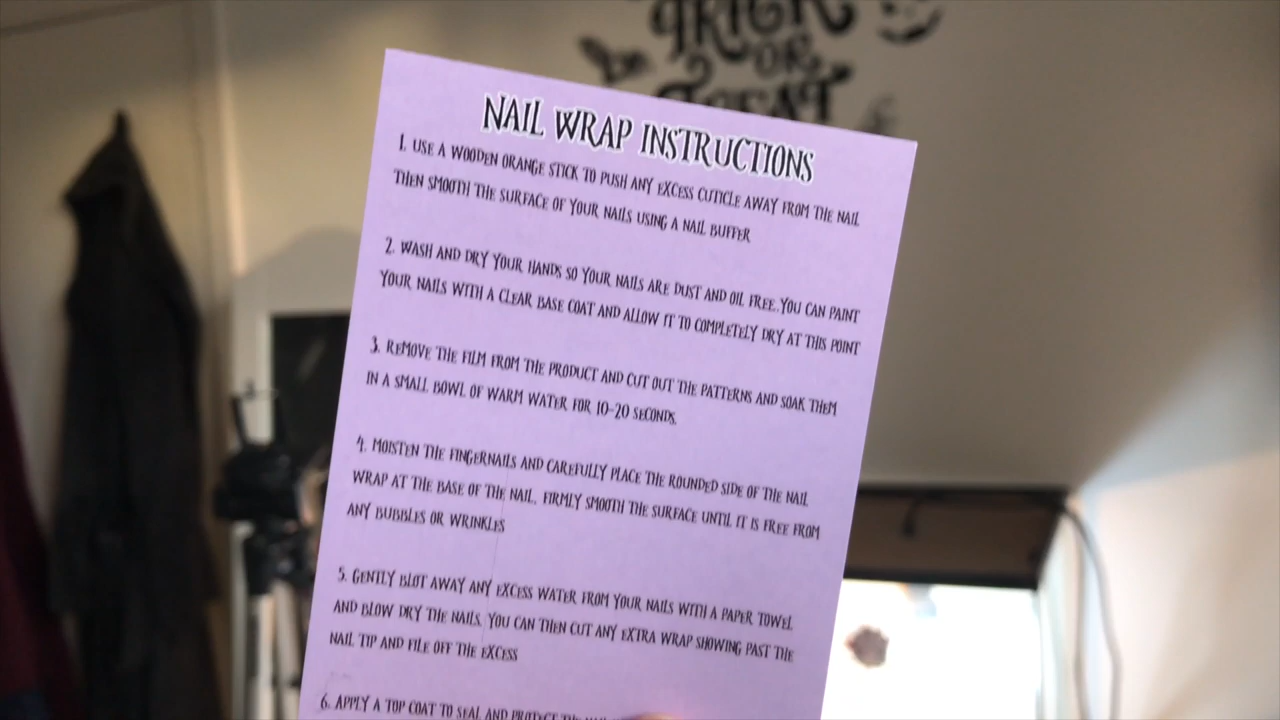 TRICK
OR
TREAT
NAIL WRAP INSTRUCTIONS
1. USE A WOODEN ORANGE STICK TO PUSH ANY EXCESS CUTICLE AWAY FROM THE NAIL
THEN SMOOTH THE SURFACE OF YOUR NAILS USING A NAIL BUFFER
2. WASH AND DRY YOUR HANDS SO YOUR NAILS ARE DUST AND OIL FREE. YOU CAN PAINT
YOUR NAILS WITH A CLEAR BASE COAT AND ALLOW IT TO COMPLETELY DRY AT THIS POINT
3. REMOVE THE FILM FROM THE PRODUCT AND CUT OUT THE PATTERNS AND SOAK THEM
IN A SMALL BOWL OF WARM WATER FOR 10-20 SECONDS.
4. MOISTEN THE FINGERNAILS AND CAREFULLY PLACE THE ROUNDED SIDE OF THE NAIL
WRAP AT THE BASE OF THE NAIL. FIRMLY SMOOTH THE SURFACE UNTIL IT IS FREE FROM
ANY BUBBLES OR WRINKLES
5. GENTLY BLOT AWAY ANY EXCESS WATER FROM YOUR NAILS WITH A PAPER TOWEL
AND BLOW DRY THE NAILS. YOU CAN THEN CUT ANY EXTRA WRAP SHOWING PAST THE
NAIL TIP AND FILE OFF THE EXCESS
6. APPLY A TOP COAT TO SEAL AND PROTECT THE